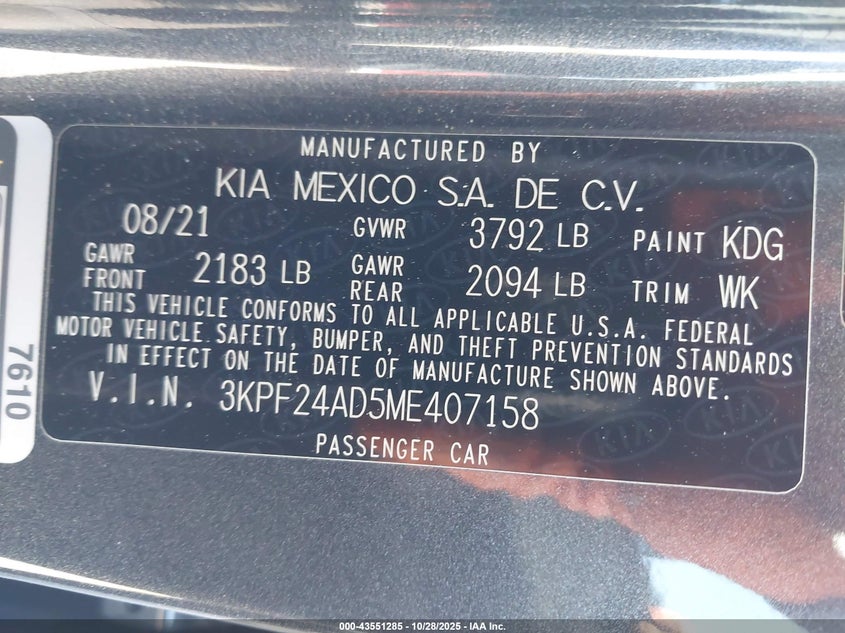 MANUFACTURED BY
KIA MEXICO S.A. DE C.V.
08/21 GVWR 3792 LB PAINT KDG
GAWR FRONT 2183 LB GAWR REAR 2094 LB TRIM WK
THIS VEHICLE CONFORMS TO ALL APPLICABLE U.S.A. FEDERAL
MOTOR VEHICLE SAFETY, BUMPER, AND THEFT PREVENTION STANDARDS
IN EFFECT ON THE DATE OF MANUFACTURE SHOWN ABOVE.
V.I.N. 3KPF24AD5ME407158
PASSENGER CAR
7610
000-43551285 - 10/28/2025 - IAA Inc.